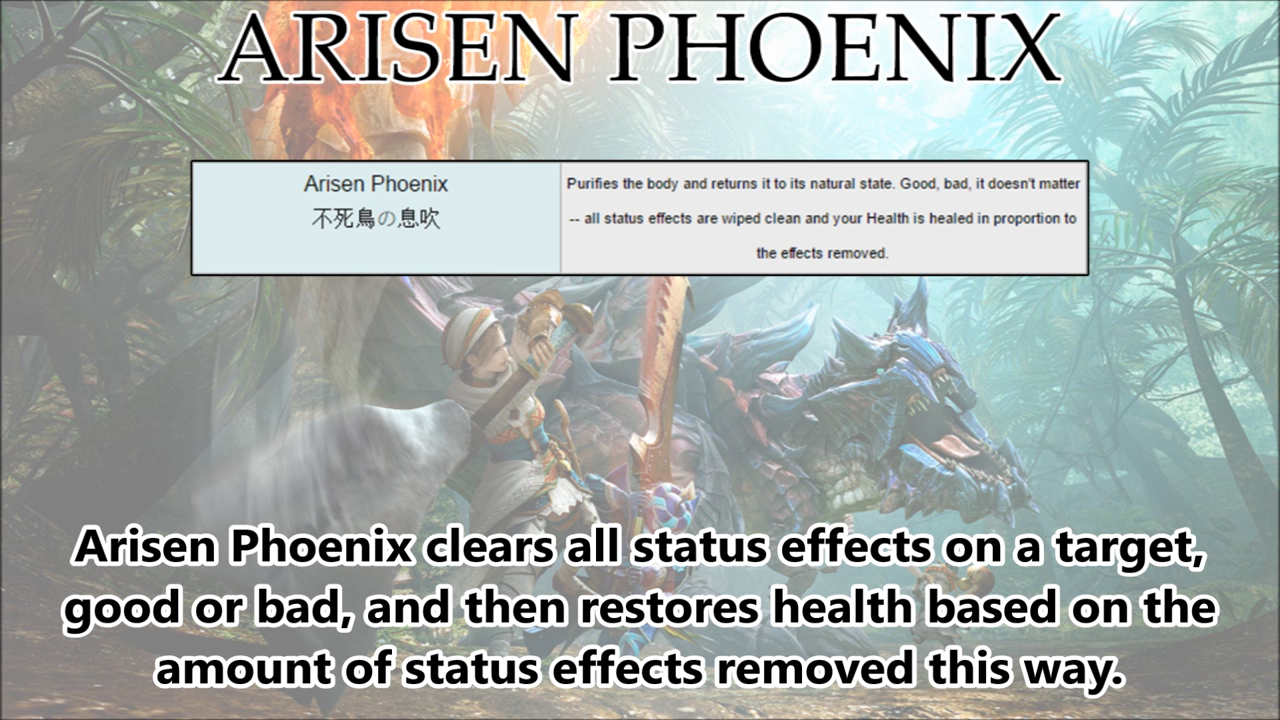 ARISEN PHOENIX
Arisen Phoenix
不死鳥の息吹
Purifies the body and returns it to its natural state. Good, bad, it doesn't matter
-- all status effects are wiped clean and your Health is healed in proportion to
the effects removed.
Arisen Phoenix clears all status effects on a target,
good or bad, and then restores health based on the
amount of status effects removed this way.